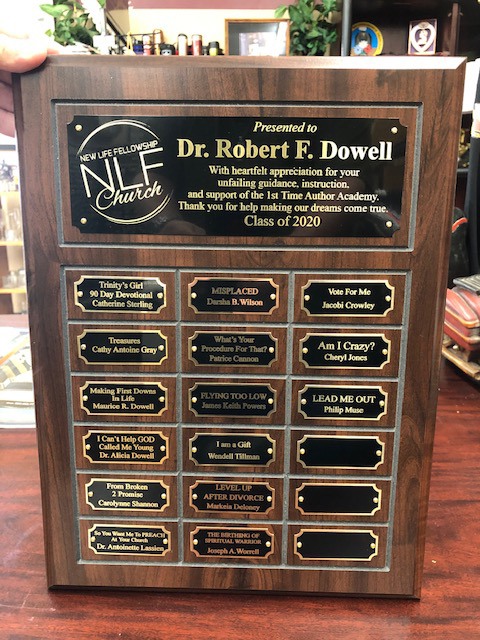 NEW LIFE FELLOWSHIP
NLF
Church
Presented to
Dr. Robert F. Dowell
With heartfelt appreciation for your
unfailing guidance, instruction,
and support of the 1st Time Author Academy.
Thank you for help making our dreams come true.
Class of 2020
Trinity's Girl
90 Day Devotional
Catherine Sterling
MISPLACED
Darsha B. Wilson
Vote For Me
Jacobi Crowley
Treasures
Cathy Antoine Gray
What's Your
Procedure For That?
Patrice Cannon
Am I Crazy?
Cheryl Jones
Making First Downs
In Life
Maurice R. Dowell
FLYING TOO LOW
James Keith Powers
LEAD ME OUT
Philip Muse
I Can't Help GOD
Called Me Young
Dr. Alicia Dowell
I am a Gift
Wendell Tillman
From Broken
2 Promise
Carolynne Shannon
LEVEL UP
AFTER DIVORCE
Markeia Deloney
So You Want Me To PREACH
At Your Church
Dr. Antoinette Lassien
THE BIRTHING OF
SPIRITUAL WARRIOR
Joseph A. Worrell